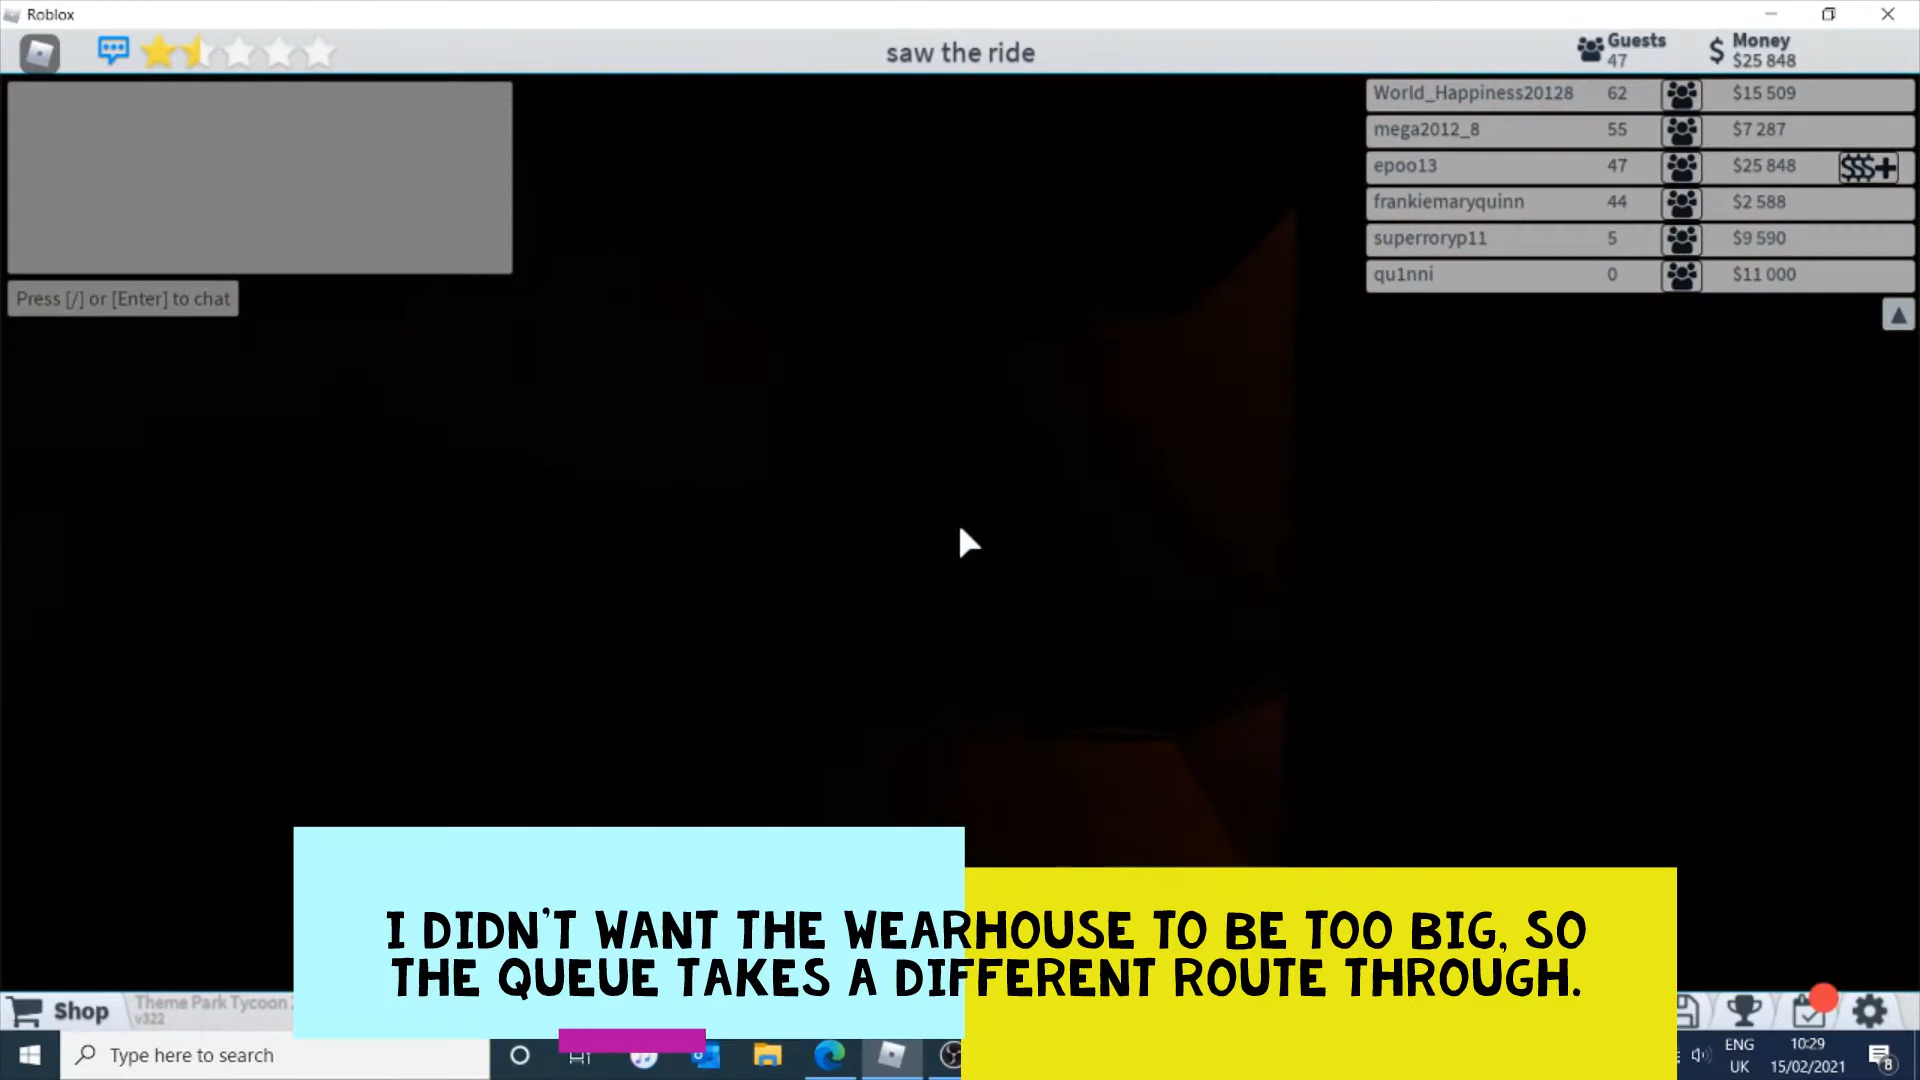 Roblox
saw the ride
Guests
47
Money
$25 848
World_Happiness20128 62 $15 509
mega2012_8 55 $7 287
epoo13 47 $25 848 $$$+
frankiemaryquinn 44 $2 588
superroryp11 5 $9 590
qu1nni 0 $11 000
Press [/] or [Enter] to chat
I DIDN'T WANT THE WEARHOUSE TO BE TOO BIG, SO
THE QUEUE TAKES A DIFFERENT ROUTE THROUGH.
Shop
Theme Park Tycoon 2
v322
Type here to search
ENG
UK
10:29
15/02/2021
8